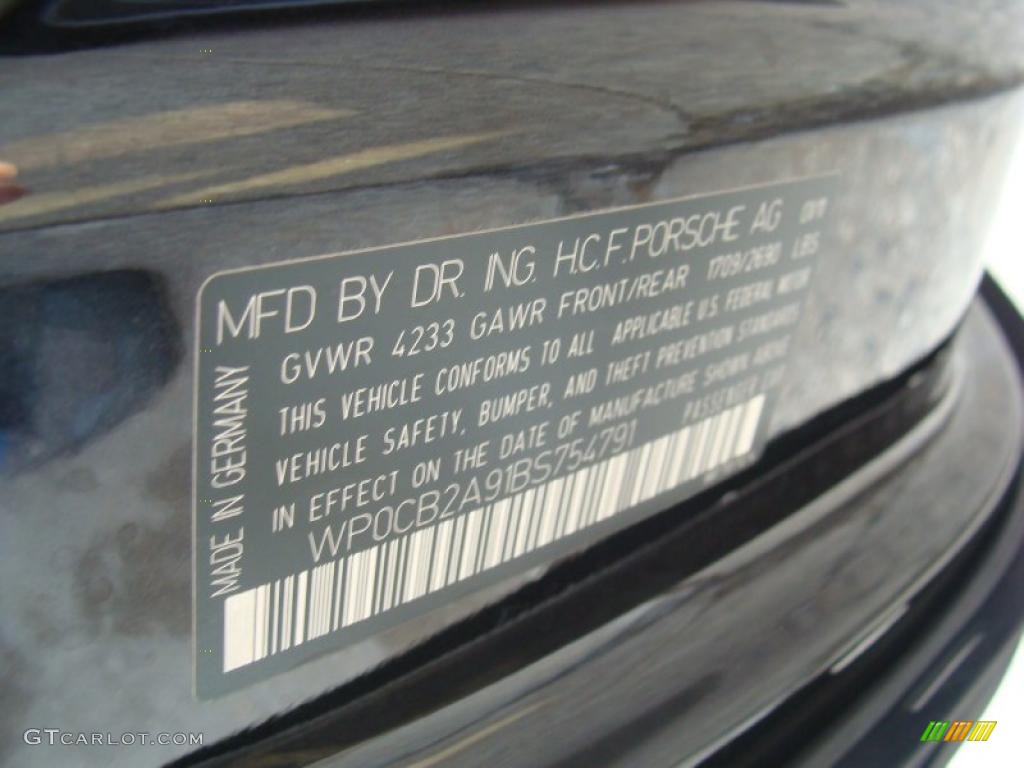 MFD BY DR. ING. H.C.F. PORSCHE AG
GVWR 4233 GAWR FRONT/REAR 1709/2690 LBS
THIS VEHICLE CONFORMS TO ALL APPLICABLE U.S. FEDERAL MOTOR
VEHICLE SAFETY, BUMPER, AND THEFT PREVENTION STANDARDS
IN EFFECT ON THE DATE OF MANUFACTURE SHOWN ABOVE
WP0CB2A91BS754791 PASSENGER CAR
MADE IN GERMANY
GTCARLOT.COM